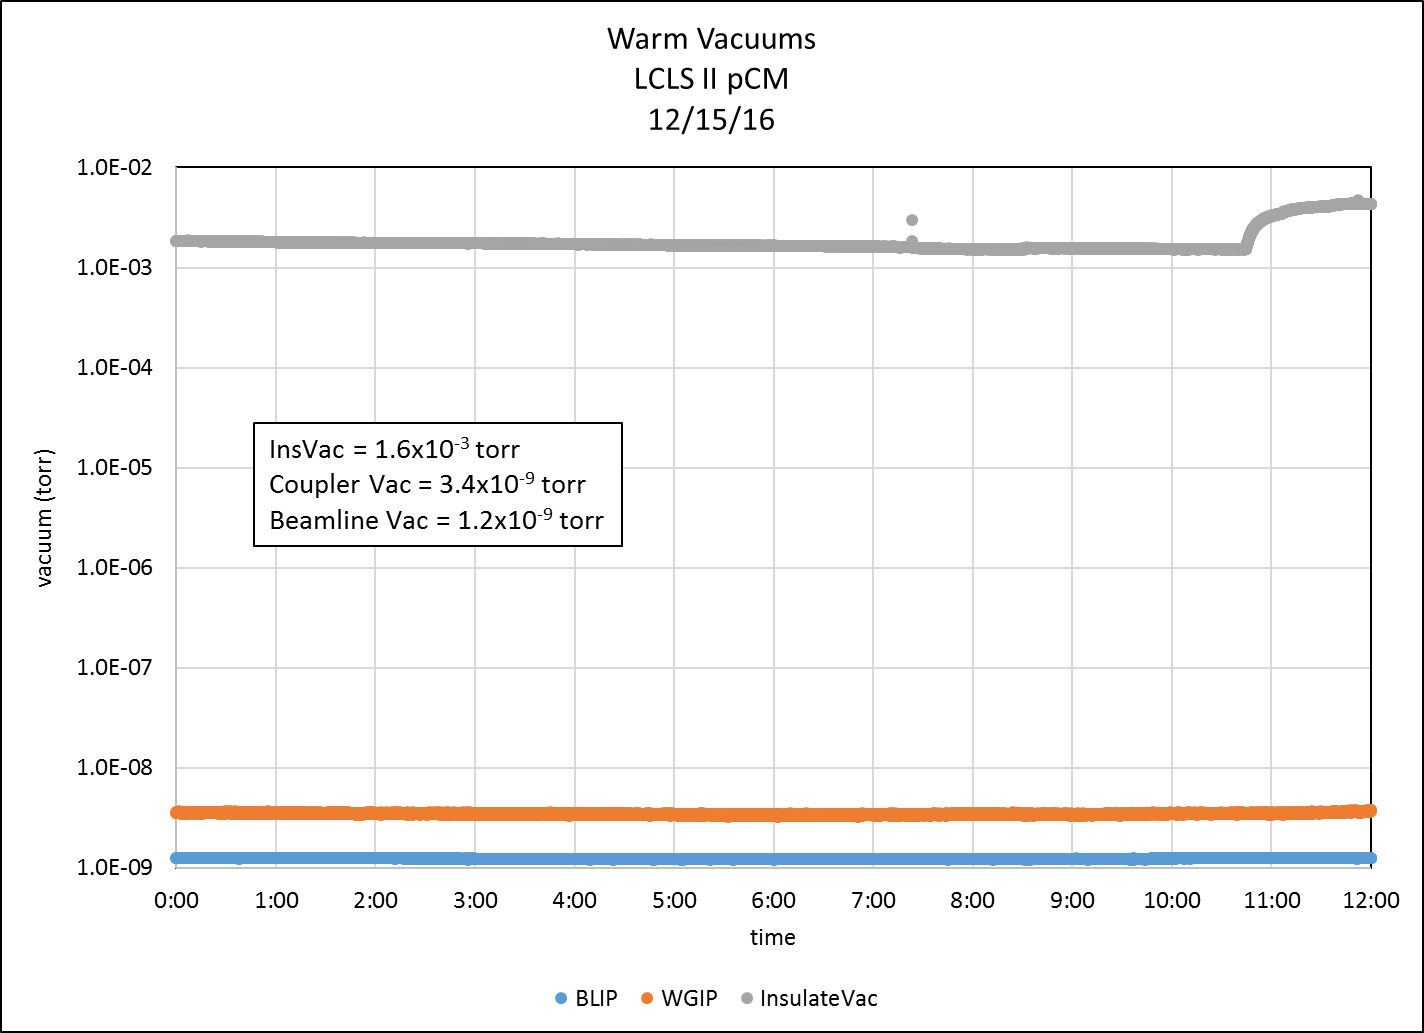 Warm Vacuums
LCLS II pCM
12/15/16
1.0E-02
1.0E-03
1.0E-04
1.0E-05
1.0E-06
1.0E-07
1.0E-08
1.0E-09
vacuum (torr)
InsVac = 1.6x10⁻³ torr
Coupler Vac = 3.4x10⁻⁹ torr
Beamline Vac = 1.2x10⁻⁹ torr
0:00 1:00 2:00 3:00 4:00 5:00 6:00 7:00 8:00 9:00 10:00 11:00 12:00
time
BLIP WGIP InsulateVac